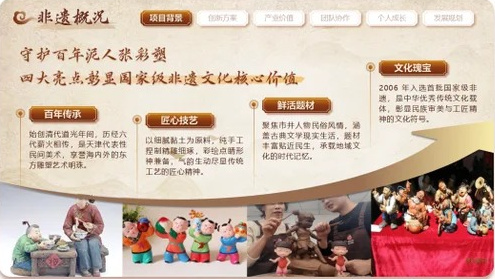 非遗概况
项目背景
创新方案
产业价值
团队协作
个人成长
发展规划
守护百年泥人张彩塑
四大亮点彰显国家级非遗文化核心价值
百年传承
始创清代道光年间，历经六
代薪火相传，是天津代表性
民间美术，享誉海内外的东
方雕塑艺术明珠。
匠心技艺
以细腻黏土为原料，纯手工
控制精雕细琢，彩绘点睛形
神兼备，气韵生动尽显传统
工艺的匠心精神。
鲜活题材
聚焦市井人物民俗风情，涵
盖古典文学现实生活，题材
丰富贴近民生，承载地域文
化的时代记忆。
文化瑰宝
2006 年入选首批国家级非
遗，是中华优秀传统文化载
体，彰显民族审美与工匠精
神的文化符号。